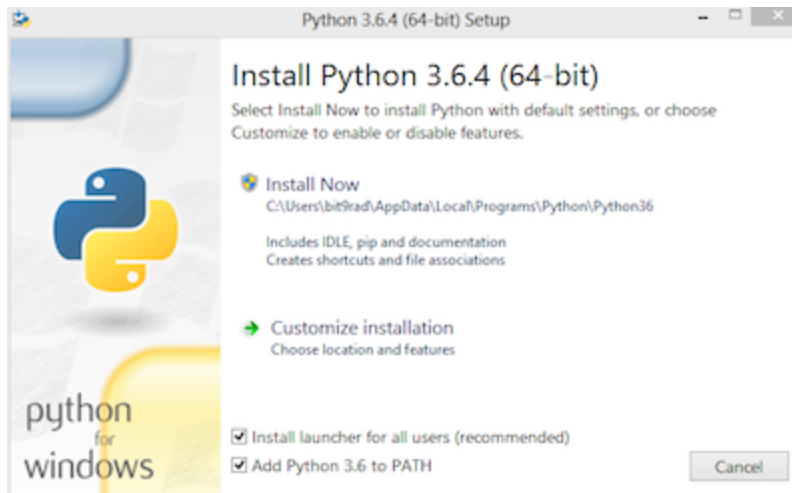 Python 3.6.4 (64-bit) Setup
Install Python 3.6.4 (64-bit)
Select Install Now to install Python with default settings, or choose
Customize to enable or disable features.
Install Now
C:\Users\bit9rad\AppData\Local\Programs\Python\Python36
Includes IDLE, pip and documentation
Creates shortcuts and file associations
Customize installation
Choose location and features
python
for
windows
Install launcher for all users (recommended)
Add Python 3.6 to PATH
Cancel